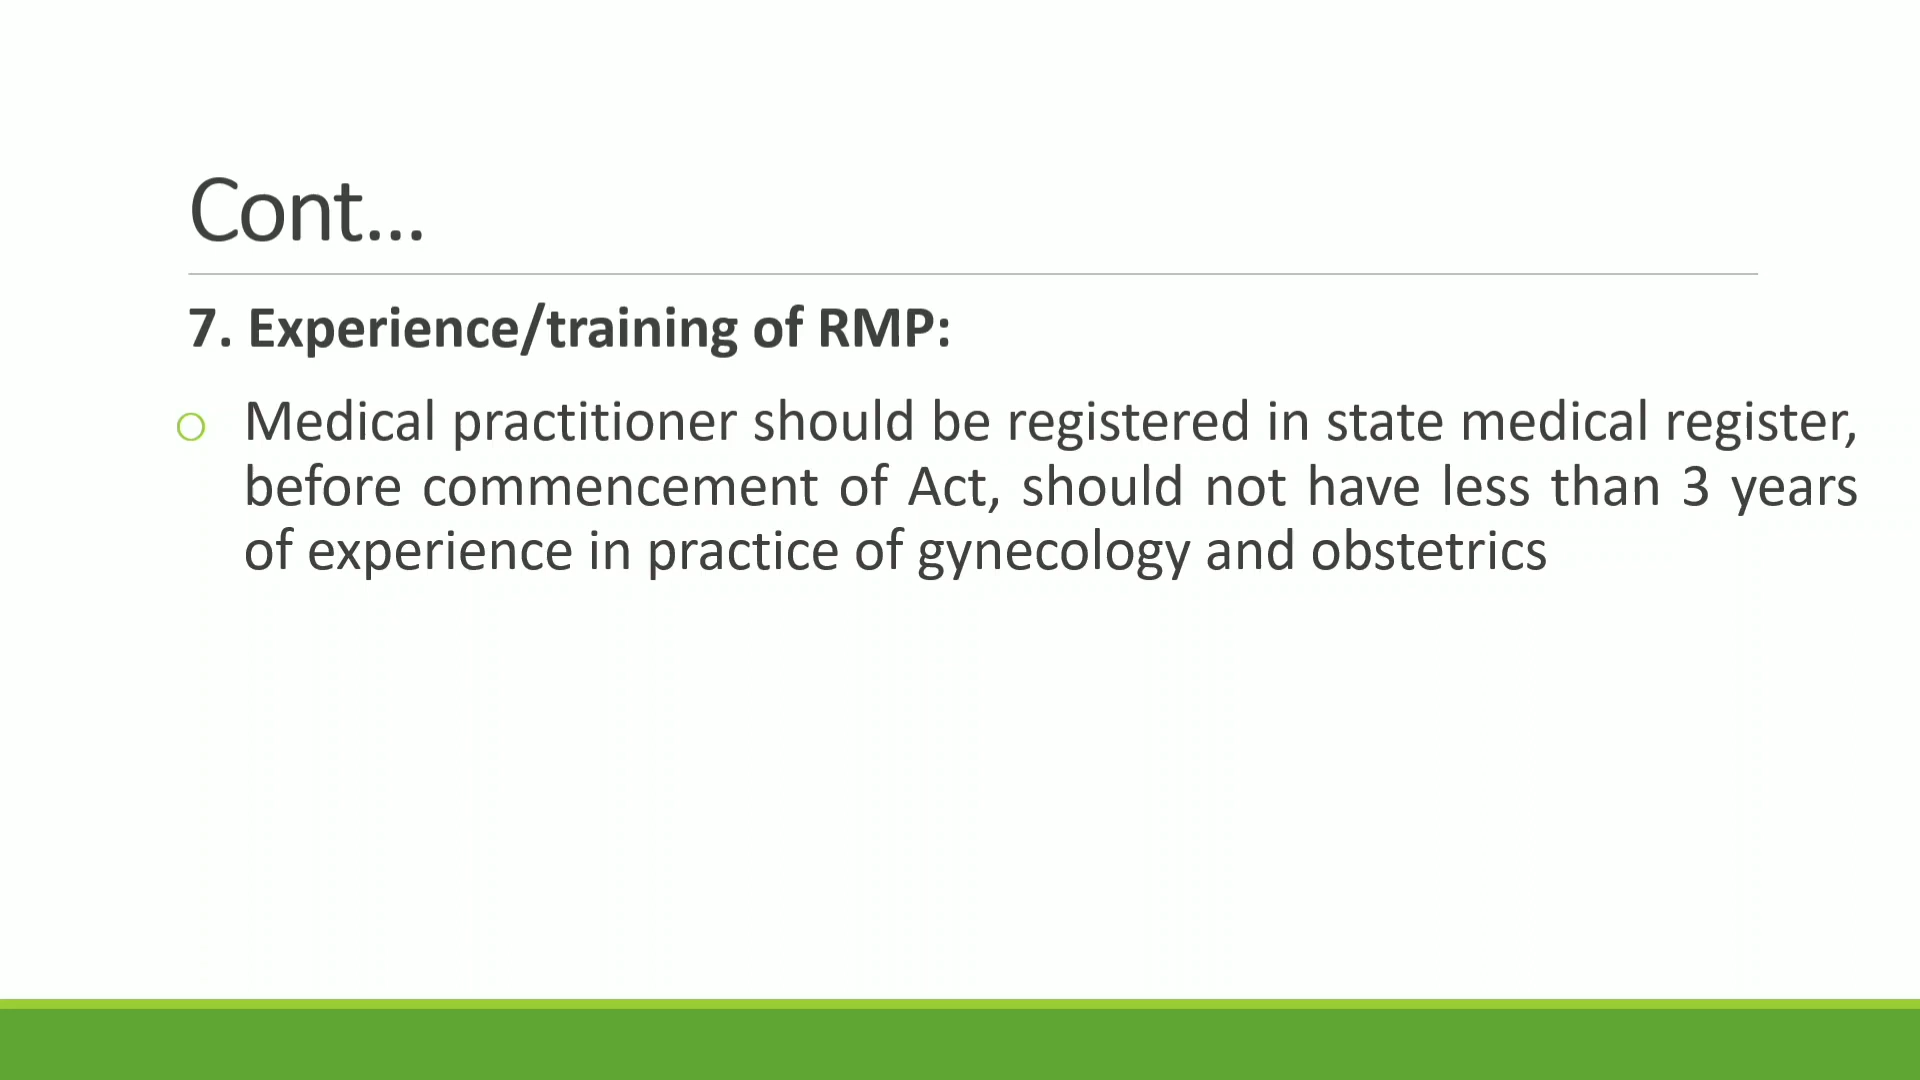 Cont...
7. Experience/training of RMP:
Medical practitioner should be registered in state medical register,
before commencement of Act, should not have less than 3 years
of experience in practice of gynecology and obstetrics